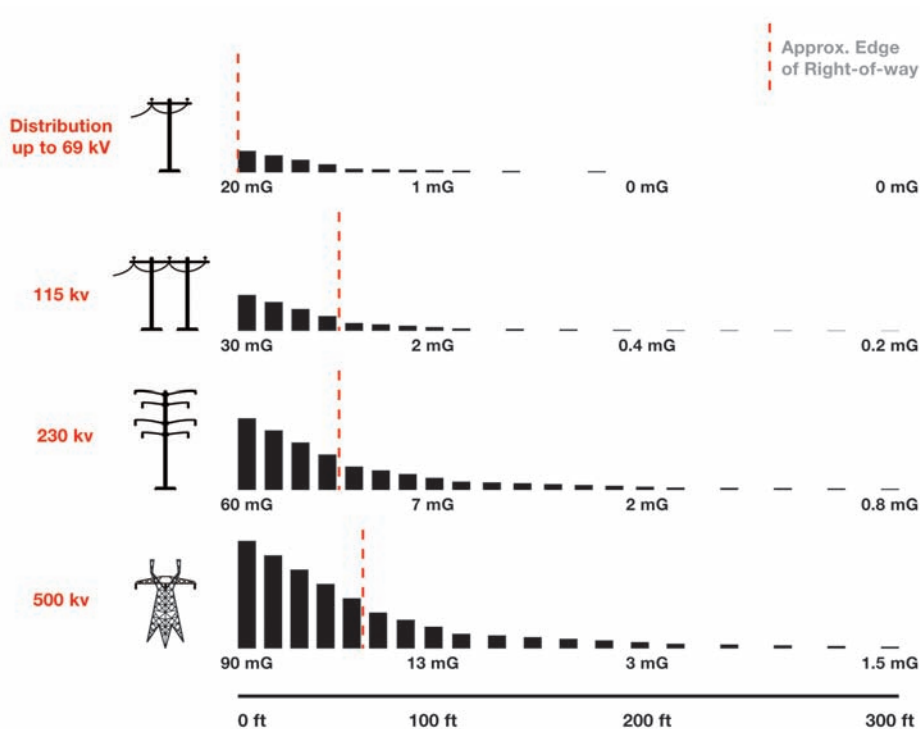 Approx. Edge
of Right-of-way
Distribution
up to 69 kV
20 mG 1 mG 0 mG 0 mG
115 kv
30 mG 2 mG 0.4 mG 0.2 mG
230 kv
60 mG 7 mG 2 mG 0.8 mG
500 kv
90 mG 13 mG 3 mG 1.5 mG
0 ft 100 ft 200 ft 300 ft